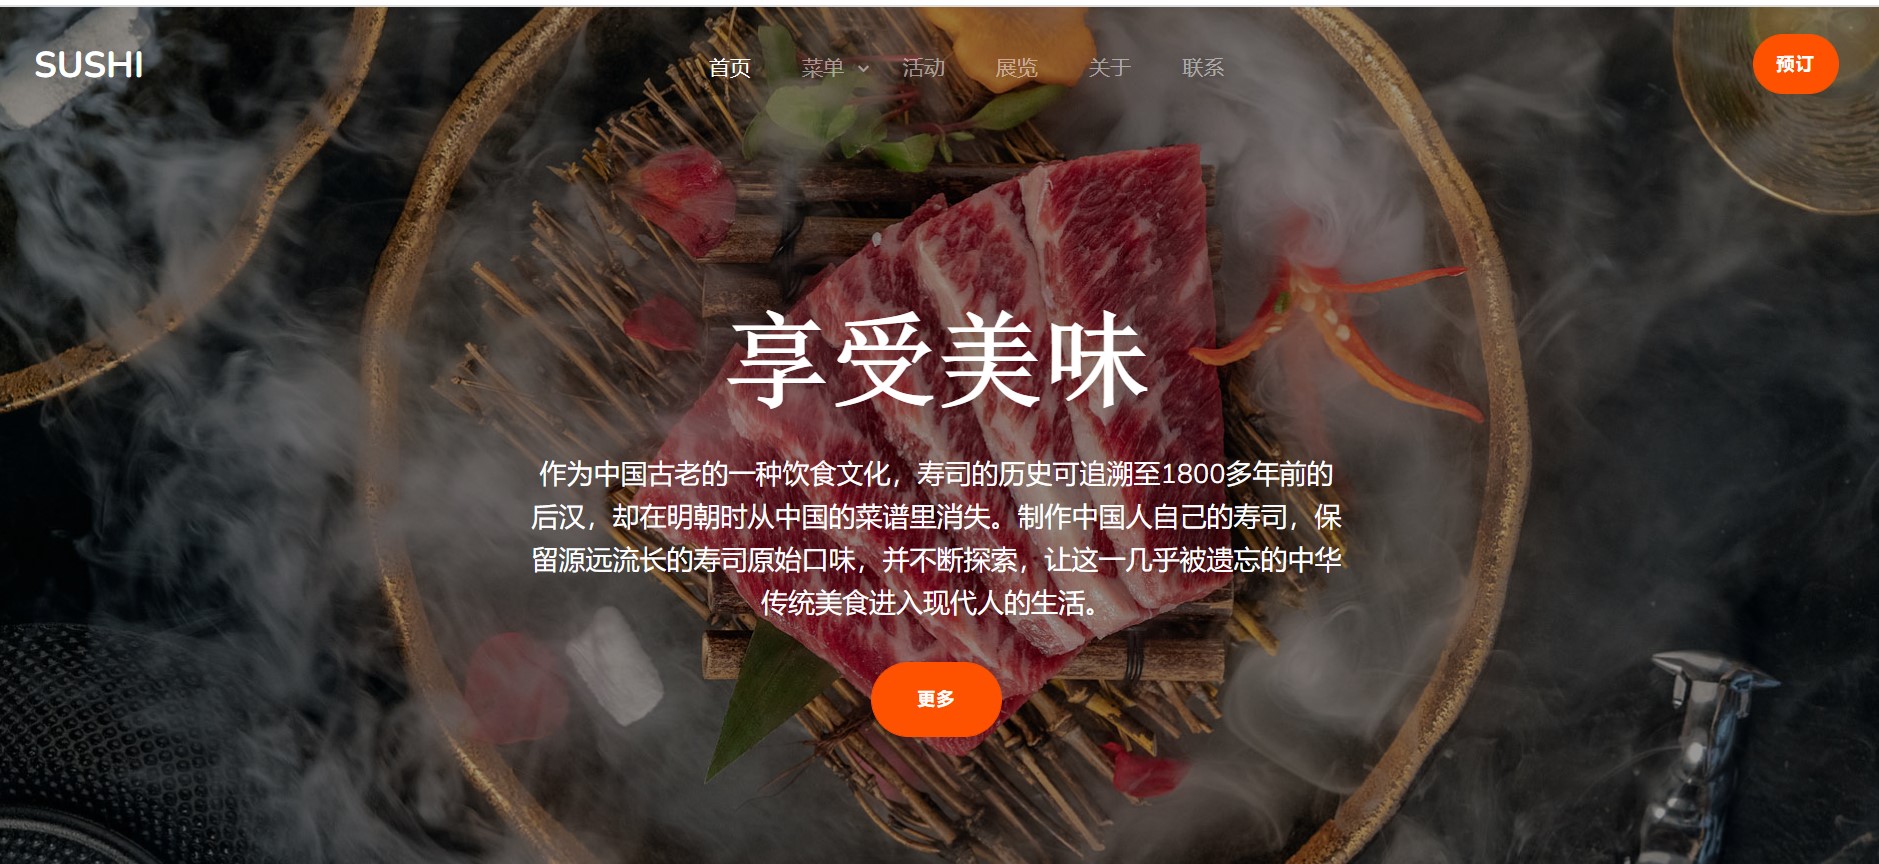 SUSHI
首页 菜单 活动 展览 关于 联系
预订
享受美味
作为中国古老的一种饮食文化，寿司的历史可追溯至1800多年前的
后汉，却在明朝时从中国的菜谱里消失。制作中国人自己的寿司，保
留源远流长的寿司原始口味，并不断探索，让这一几乎被遗忘的中华
传统美食进入现代人的生活。
更多